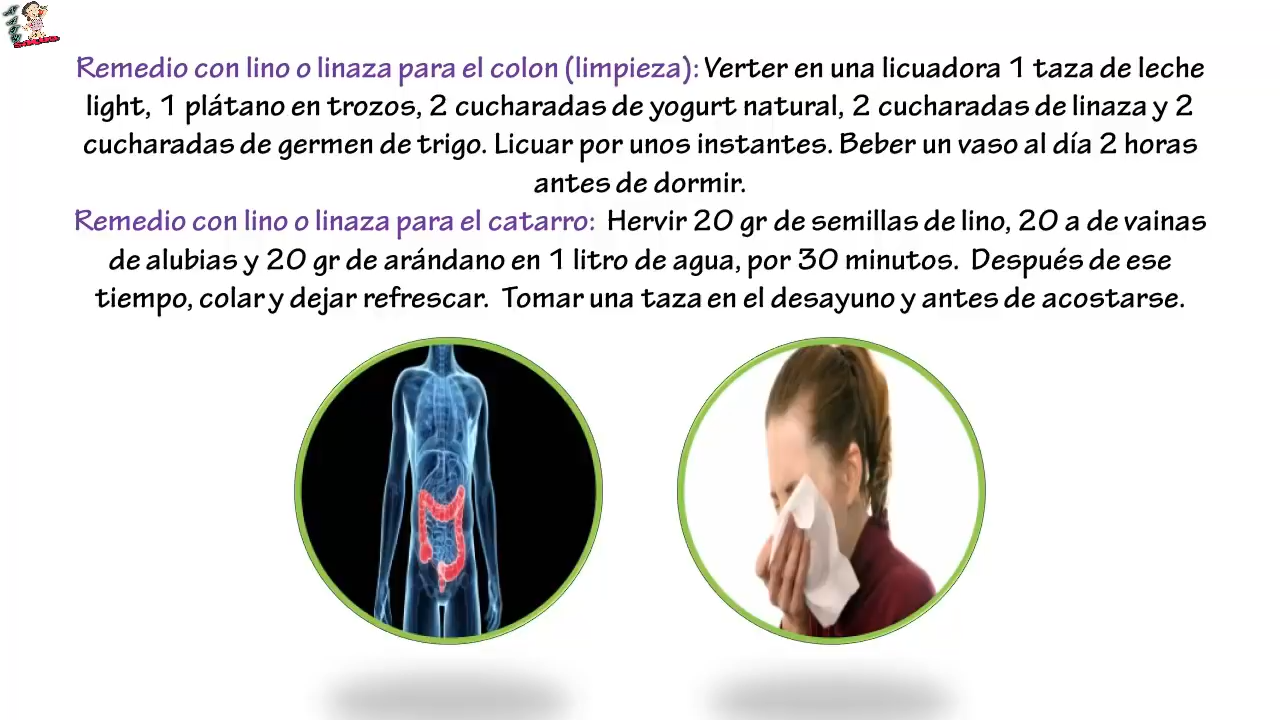 Remedio con lino o linaza para el colon (limpieza): Verter en una licuadora 1 taza de leche
light, 1 plátano en trozos, 2 cucharadas de yogurt natural, 2 cucharadas de linaza y 2
cucharadas de germen de trigo. Licuar por unos instantes. Beber un vaso al día 2 horas
antes de dormir.
Remedio con lino o linaza para el catarro: Hervir 20 gr de semillas de lino, 20 a de vainas
de alubias y 20 gr de arándano en 1 litro de agua, por 30 minutos. Después de ese
tiempo, colar y dejar refrescar. Tomar una taza en el desayuno y antes de acostarse.